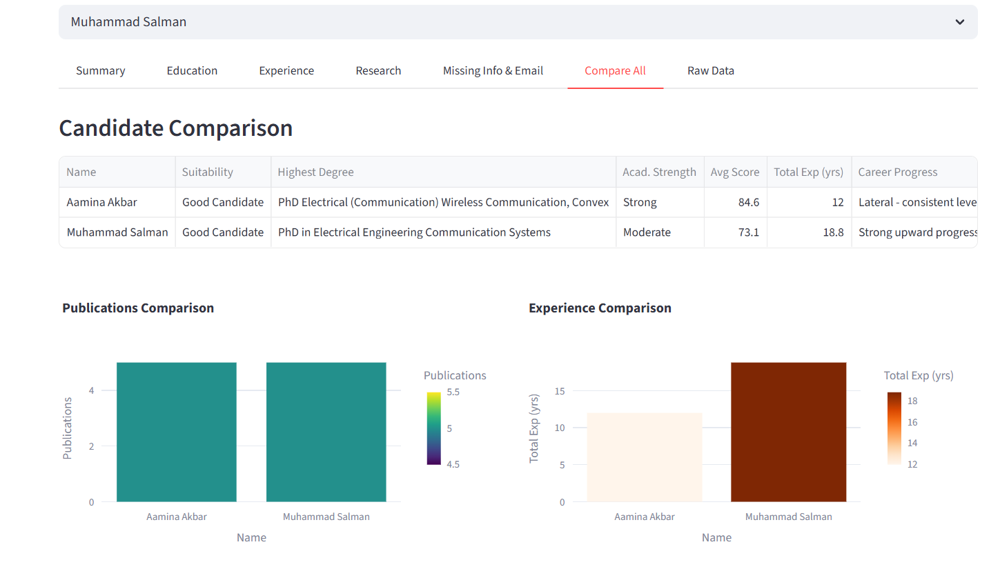 Muhammad Salman
Summary Education Experience Research Missing Info & Email Compare All Raw Data
Candidate Comparison
Name Suitability Highest Degree Acad. Strength Avg Score Total Exp (yrs) Career Progress
Aamina Akbar Good Candidate PhD Electrical (Communication) Wireless Communication, Convex Strong 84.6 12 Lateral - consistent leve
Muhammad Salman Good Candidate PhD in Electrical Engineering Communication Systems Moderate 73.1 18.8 Strong upward progress
Publications Comparison
Publications
4
2
0
Aamina Akbar Muhammad Salman
Name
Publications
5.5
5
4.5
Experience Comparison
Total Exp (yrs)
15
10
5
0
Aamina Akbar Muhammad Salman
Name
Total Exp (yrs)
18
16
14
12